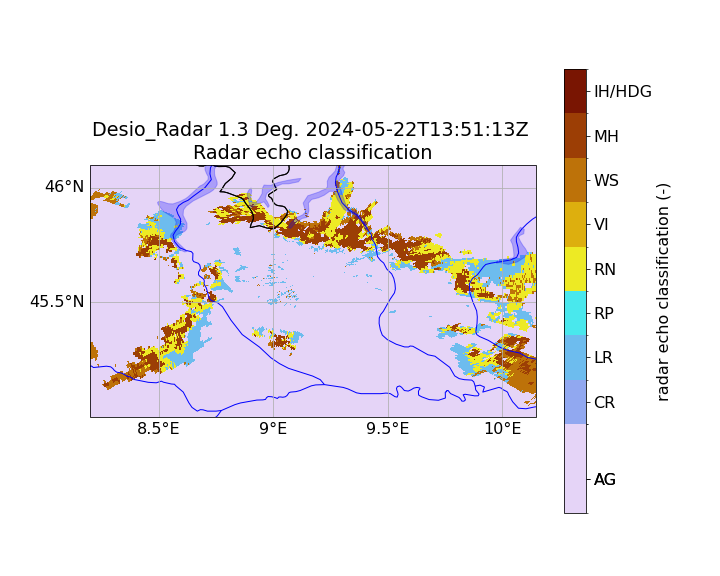 Desio_Radar 1.3 Deg. 2024-05-22T13:51:13Z
Radar echo classification
46°N
45.5°N
8.5°E
9°E
9.5°E
10°E
IH/HDG
MH
WS
VI
RN
RP
LR
CR
AG
radar echo classification (-)